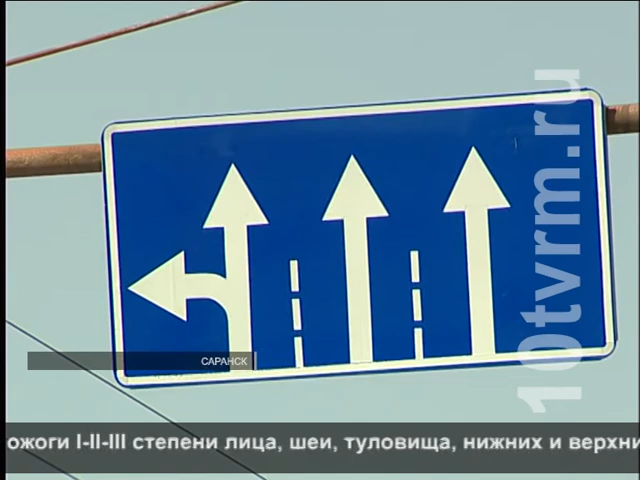 10tvrm.ru
САРАНСК
ожоги I-II-III степени лица, шеи, туловища, нижних и верхни